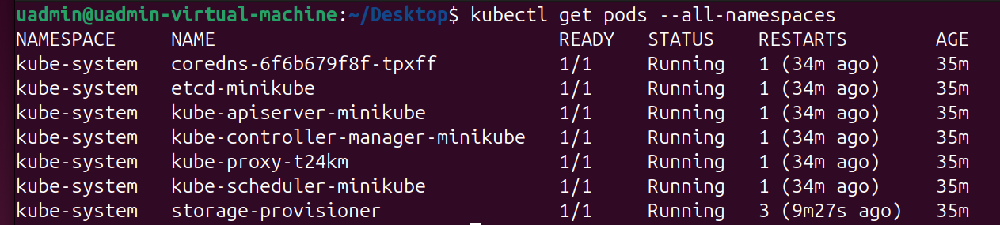 uadmin@uadmin-virtual-machine:~/Desktop$ kubectl get pods --all-namespaces
NAMESPACE NAME READY STATUS RESTARTS AGE
kube-system coredns-6f6b679f8f-tpxff 1/1 Running 1 (34m ago) 35m
kube-system etcd-minikube 1/1 Running 1 (34m ago) 35m
kube-system kube-apiserver-minikube 1/1 Running 1 (34m ago) 35m
kube-system kube-controller-manager-minikube 1/1 Running 1 (34m ago) 35m
kube-system kube-proxy-t24km 1/1 Running 1 (34m ago) 35m
kube-system kube-scheduler-minikube 1/1 Running 1 (34m ago) 35m
kube-system storage-provisioner 1/1 Running 3 (9m27s ago) 35m